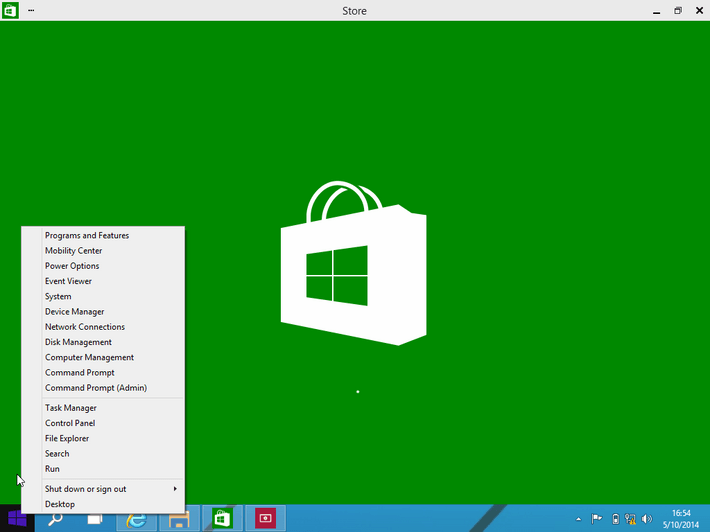 Store
Programs and Features
Mobility Center
Power Options
Event Viewer
System
Device Manager
Network Connections
Disk Management
Computer Management
Command Prompt
Command Prompt (Admin)
Task Manager
Control Panel
File Explorer
Search
Run
Shut down or sign out
Desktop
16:54
5/10/2014